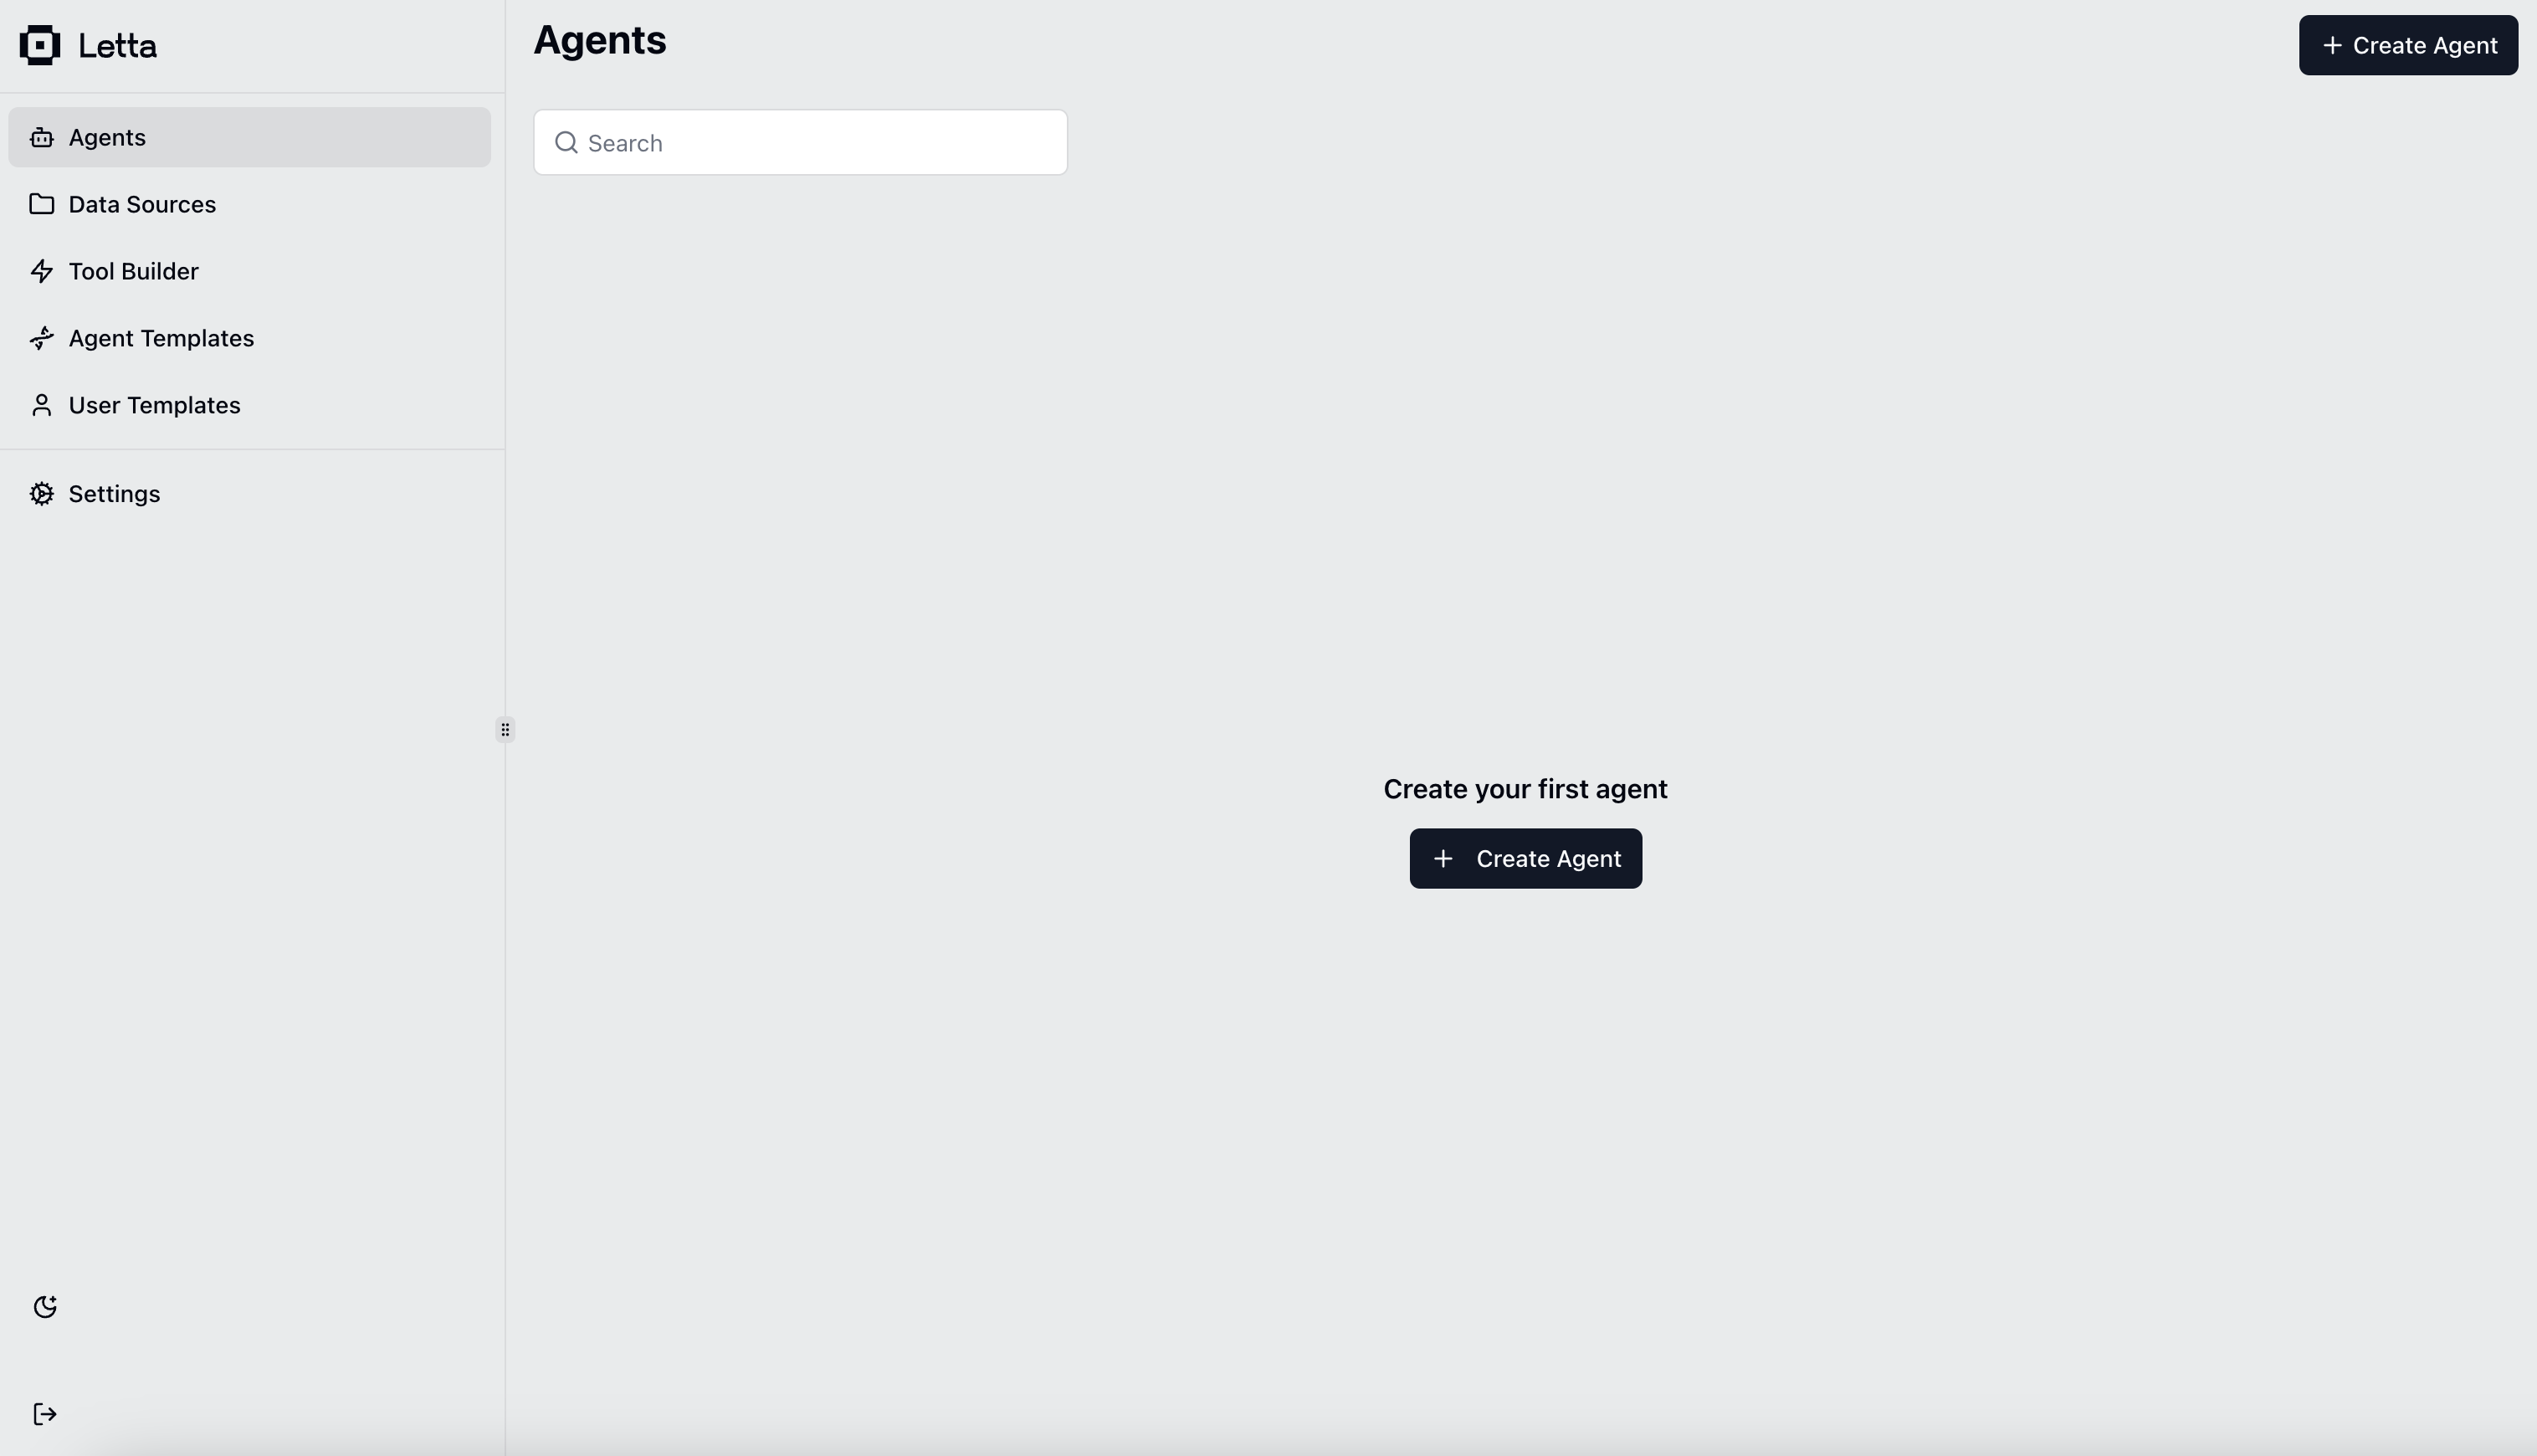 Letta
Agents
Data Sources
Tool Builder
Agent Templates
User Templates
Settings
Agents
Create Agent
Search
Create your first agent
Create Agent